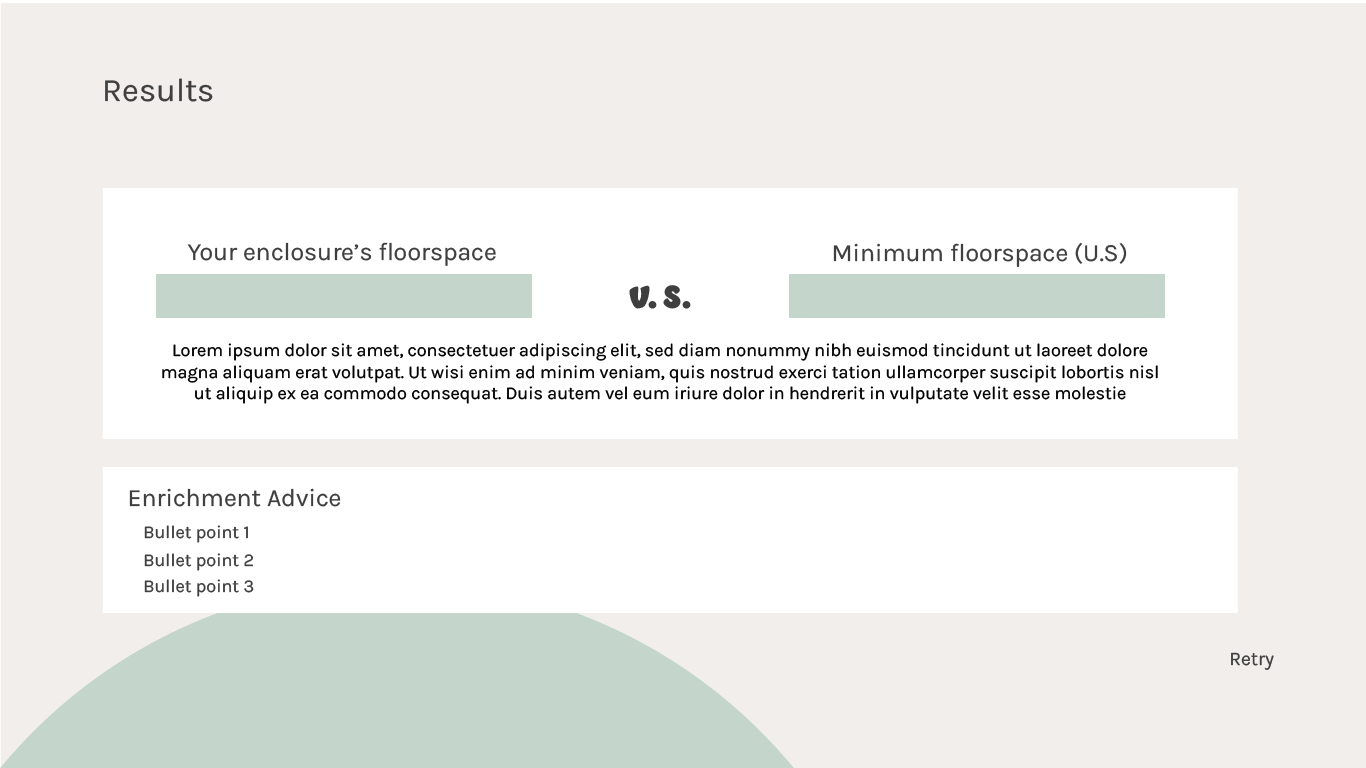 Results
Your enclosure’s floorspace
Minimum floorspace (U.S)
v.s.
Lorem ipsum dolor sit amet, consectetuer adipiscing elit, sed diam nonummy nibh euismod tincidunt ut laoreet dolore
magna aliquam erat volutpat. Ut wisi enim ad minim veniam, quis nostrud exerci tation ullamcorper suscipit lobortis nisl
ut aliquip ex ea commodo consequat. Duis autem vel eum iriure dolor in hendrerit in vulputate velit esse molestie
Enrichment Advice
Bullet point 1
Bullet point 2
Bullet point 3
Retry